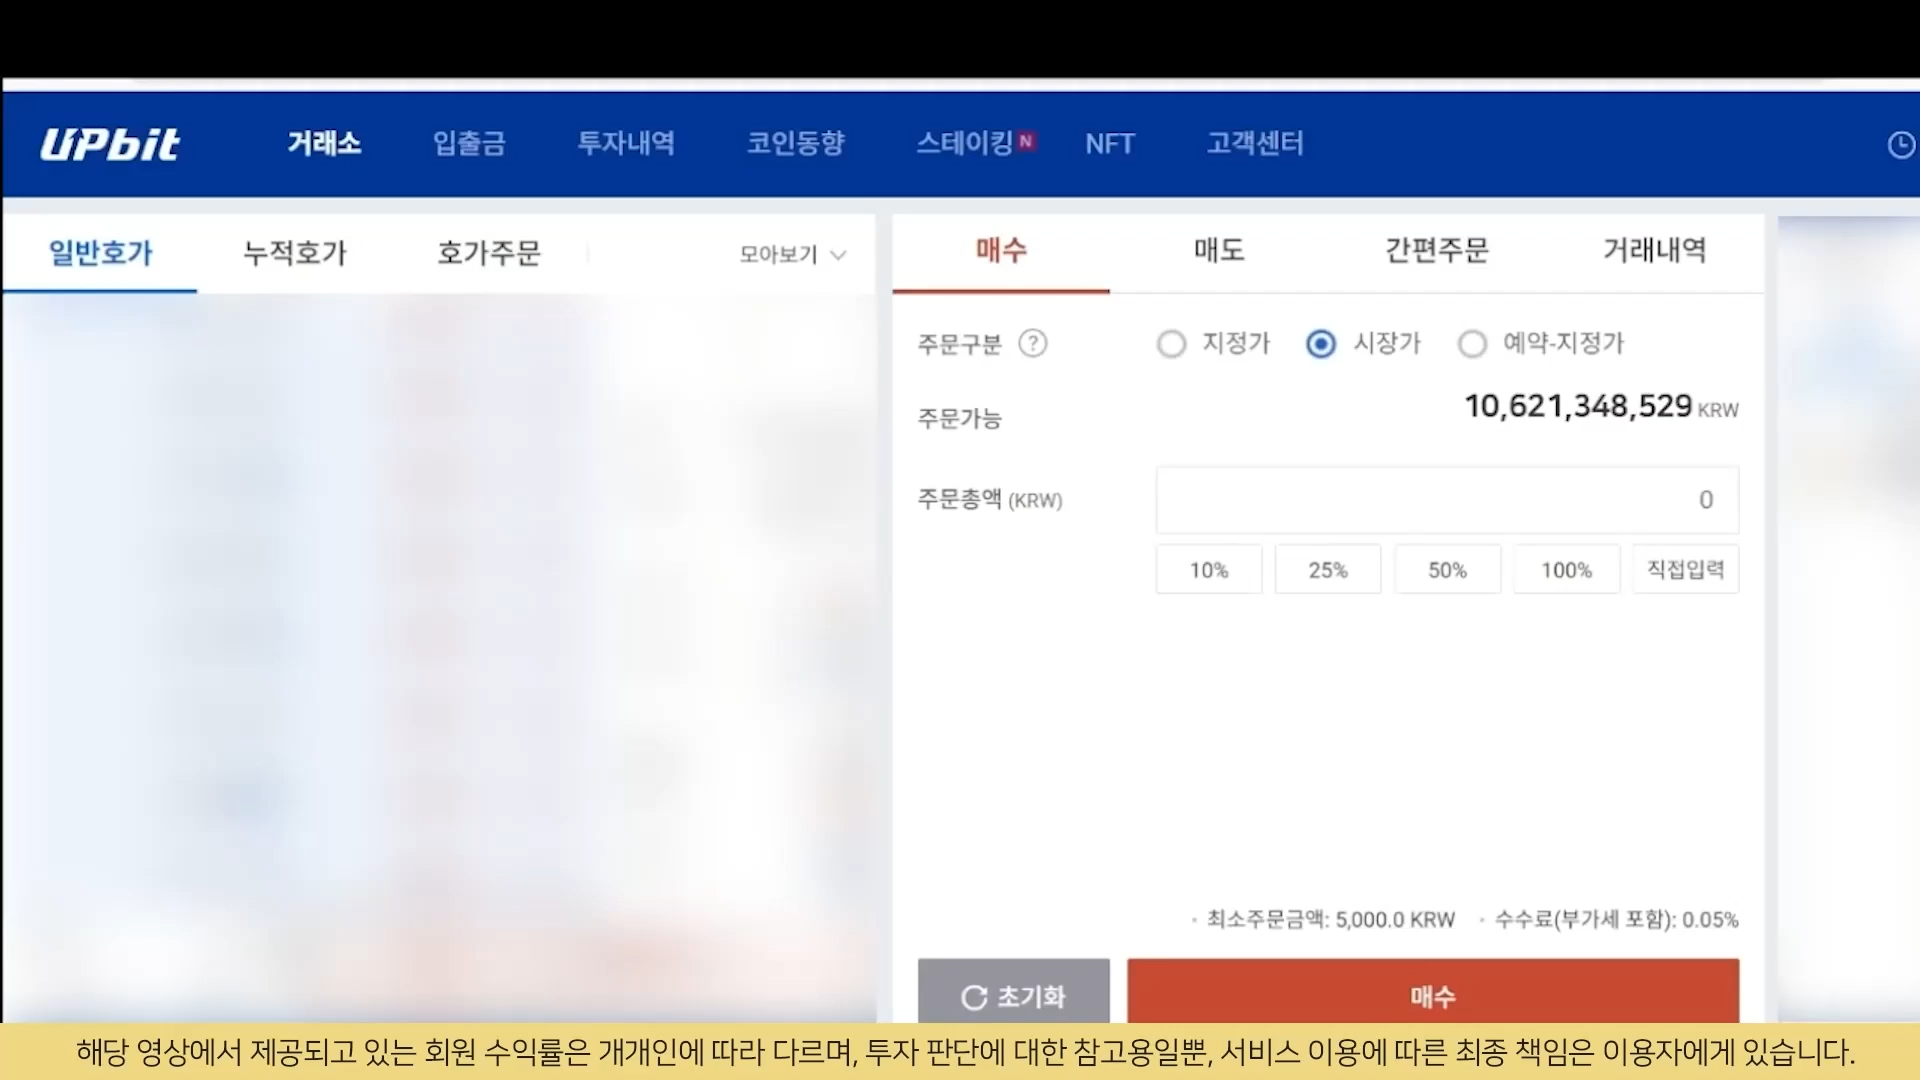 UPbit 거래소 입출금 투자내역 코인동향 스테이킹 N NFT 고객센터
일반호가 누적호가 호가주문 모아보기
매수 매도 간편주문 거래내역
주문구분 ? 지정가 시장가 예약-지정가
주문가능 10,621,348,529 KRW
주문총액 (KRW) 0
10% 25% 50% 100% 직접입력
· 최소주문금액: 5,000.0 KRW · 수수료(부가세 포함): 0.05%
초기화 매수
해당 영상에서 제공되고 있는 회원 수익률은 개개인에 따라 다르며, 투자 판단에 대한 참고용일뿐, 서비스 이용에 따른 최종 책임은 이용자에게 있습니다.